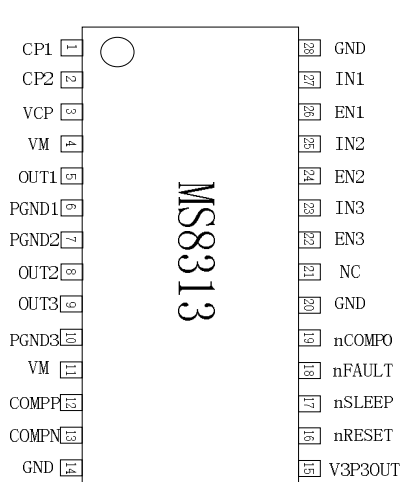 CP1 1 28 GND
CP2 2 27 IN1
VCP 3 26 EN1
VM 4 25 IN2
OUT1 5 24 EN2
PGND1 6 23 IN3
PGND2 7 22 EN3
OUT2 8 21 NC
OUT3 9 20 GND
PGND3 10 19 nCOMPO
VM 11 18 nFAULT
COMPP 12 17 nSLEEP
COMPN 13 16 nRESET
GND 14 15 V3P3OUT
MS8313